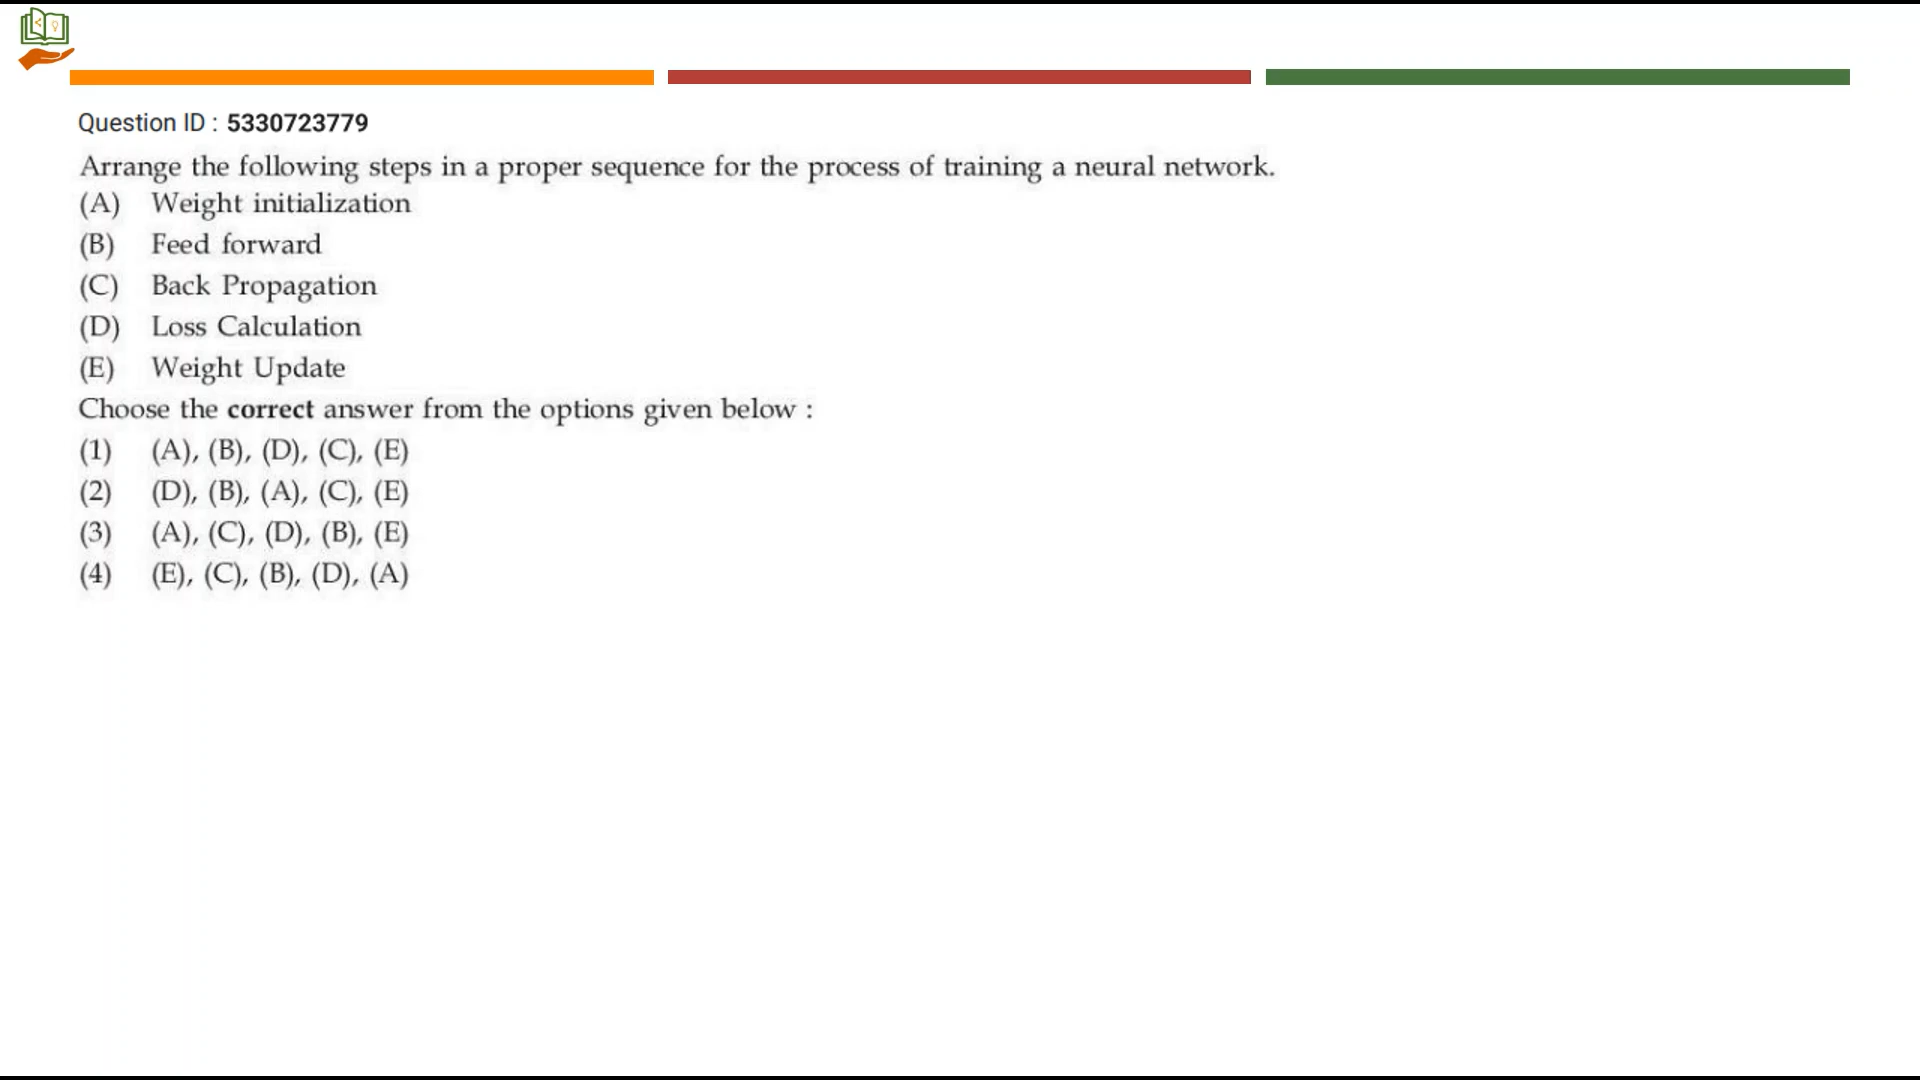 Question ID : 5330723779
Arrange the following steps in a proper sequence for the process of training a neural network.
(A) Weight initialization
(B) Feed forward
(C) Back Propagation
(D) Loss Calculation
(E) Weight Update
Choose the correct answer from the options given below :
(1) (A), (B), (D), (C), (E)
(2) (D), (B), (A), (C), (E)
(3) (A), (C), (D), (B), (E)
(4) (E), (C), (B), (D), (A)